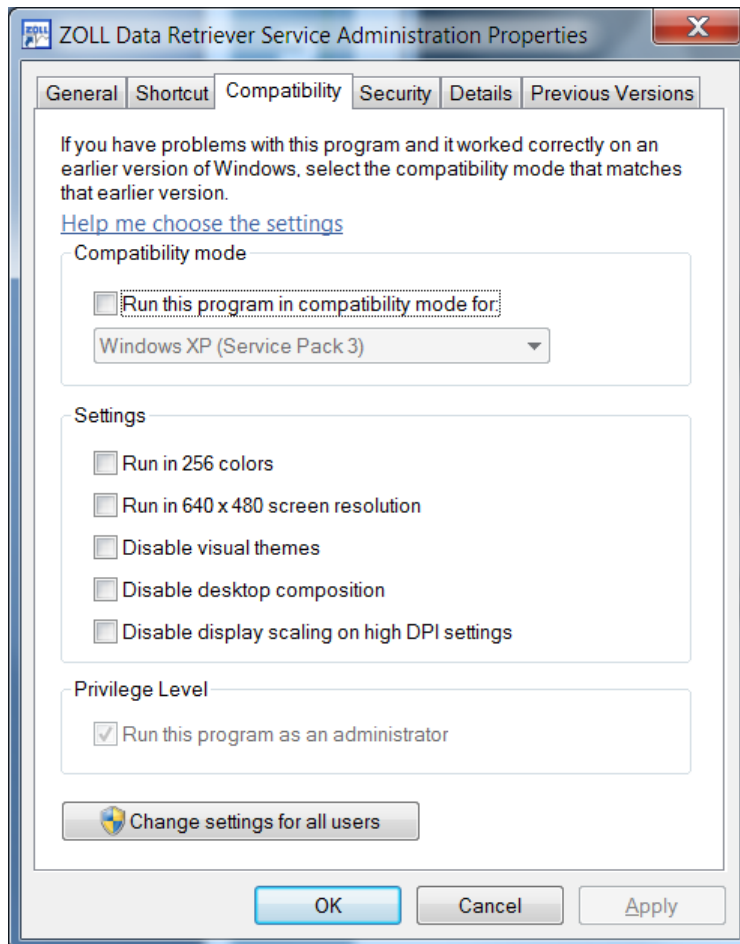 ZOLL
ZOLL Data Retriever Service Administration Properties
X
General Shortcut Compatibility Security Details Previous Versions
If you have problems with this program and it worked correctly on an
earlier version of Windows, select the compatibility mode that matches
that earlier version.
Help me choose the settings
Compatibility mode
Run this program in compatibility mode for:
Windows XP (Service Pack 3)
Settings
Run in 256 colors
Run in 640 x 480 screen resolution
Disable visual themes
Disable desktop composition
Disable display scaling on high DPI settings
Privilege Level
Run this program as an administrator
Change settings for all users
OK Cancel Apply